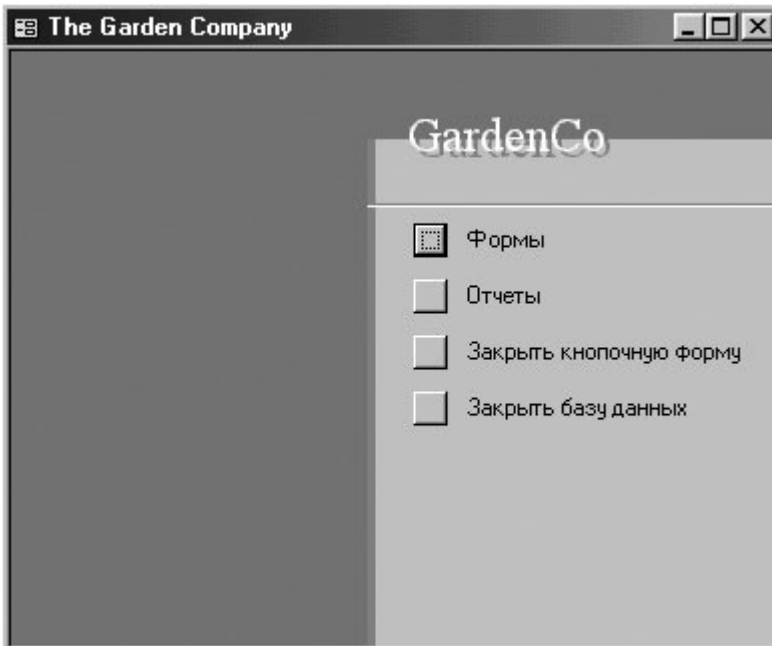 The Garden Company
GardenCo
Формы
Отчеты
Закрыть кнопочную форму
Закрыть базу данных